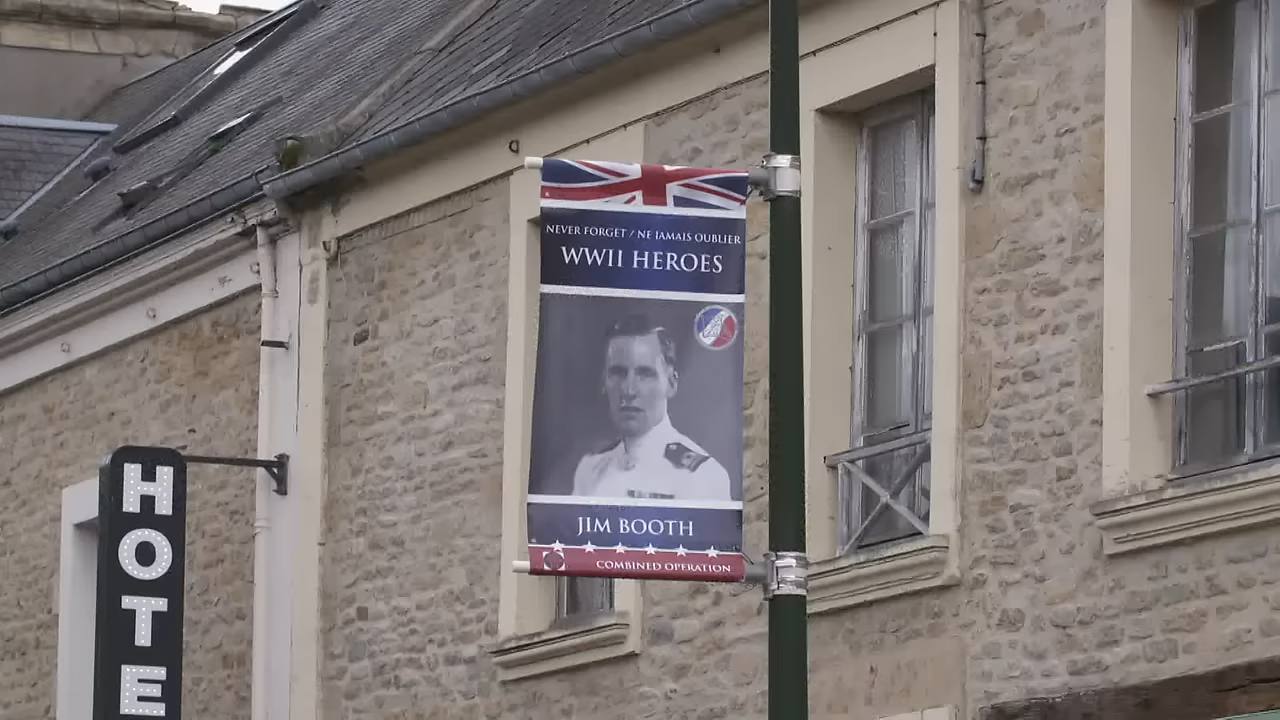 NEVER FORGET / NE JAMAIS OUBLIER
WWII HEROES
JIM BOOTH
COMBINED OPERATION
HOTE